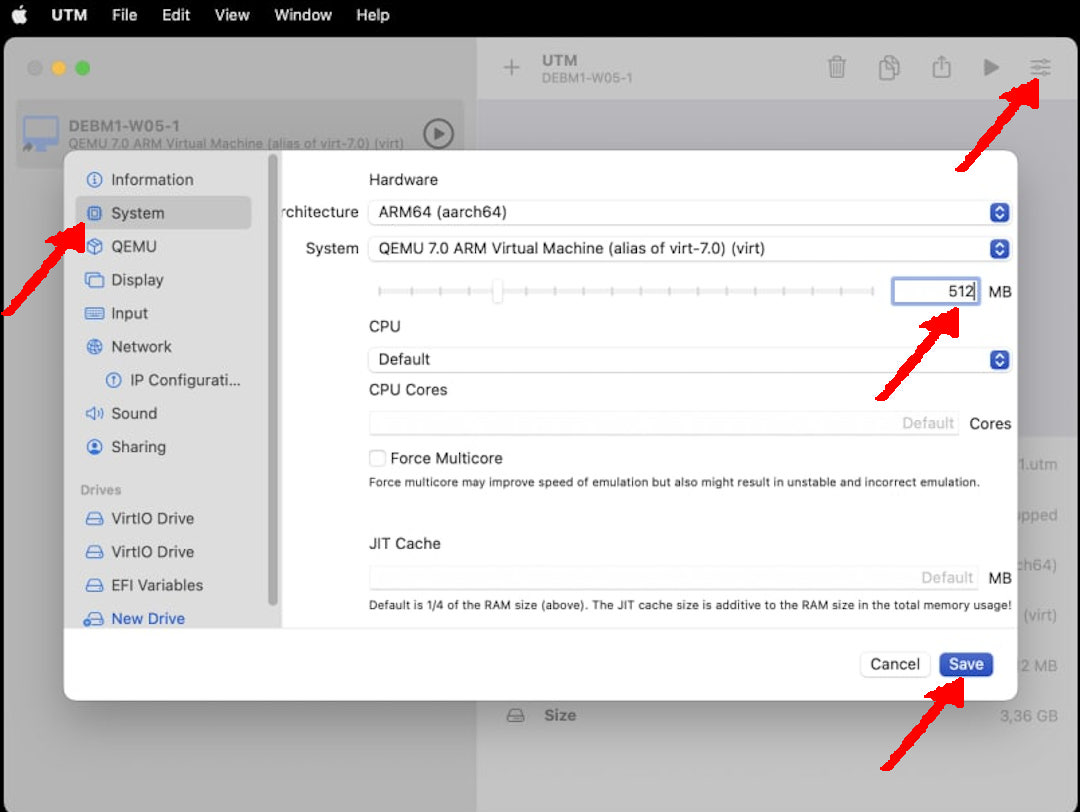 UTM File Edit View Window Help
UTM
DEBM1-W05-1
DEBM1-W05-1
QEMU 7.0 ARM Virtual Machine (alias of virt-7.0) (virt)
Information
System
QEMU
Display
Input
Network
IP Configurati...
Sound
Sharing
Drives
VirtIO Drive
VirtIO Drive
EFI Variables
New Drive
Hardware
rchitecture ARM64 (aarch64)
System QEMU 7.0 ARM Virtual Machine (alias of virt-7.0) (virt)
512 MB
CPU
Default
CPU Cores
Default Cores
Force Multicore
Force multicore may improve speed of emulation but also might result in unstable and incorrect emulation.
JIT Cache
Default MB
Default is 1/4 of the RAM size (above). The JIT cache size is additive to the RAM size in the total memory usage!
Cancel Save
1.utm
pped
ch64)
(virt)
2 MB
Size 3,36 GB